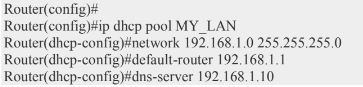 Router(config)#
Router(config)#ip dhcp pool MY_LAN
Router(dhcp-config)#network 192.168.1.0 255.255.255.0
Router(dhcp-config)#default-router 192.168.1.1
Router(dhcp-config)#dns-server 192.168.1.10